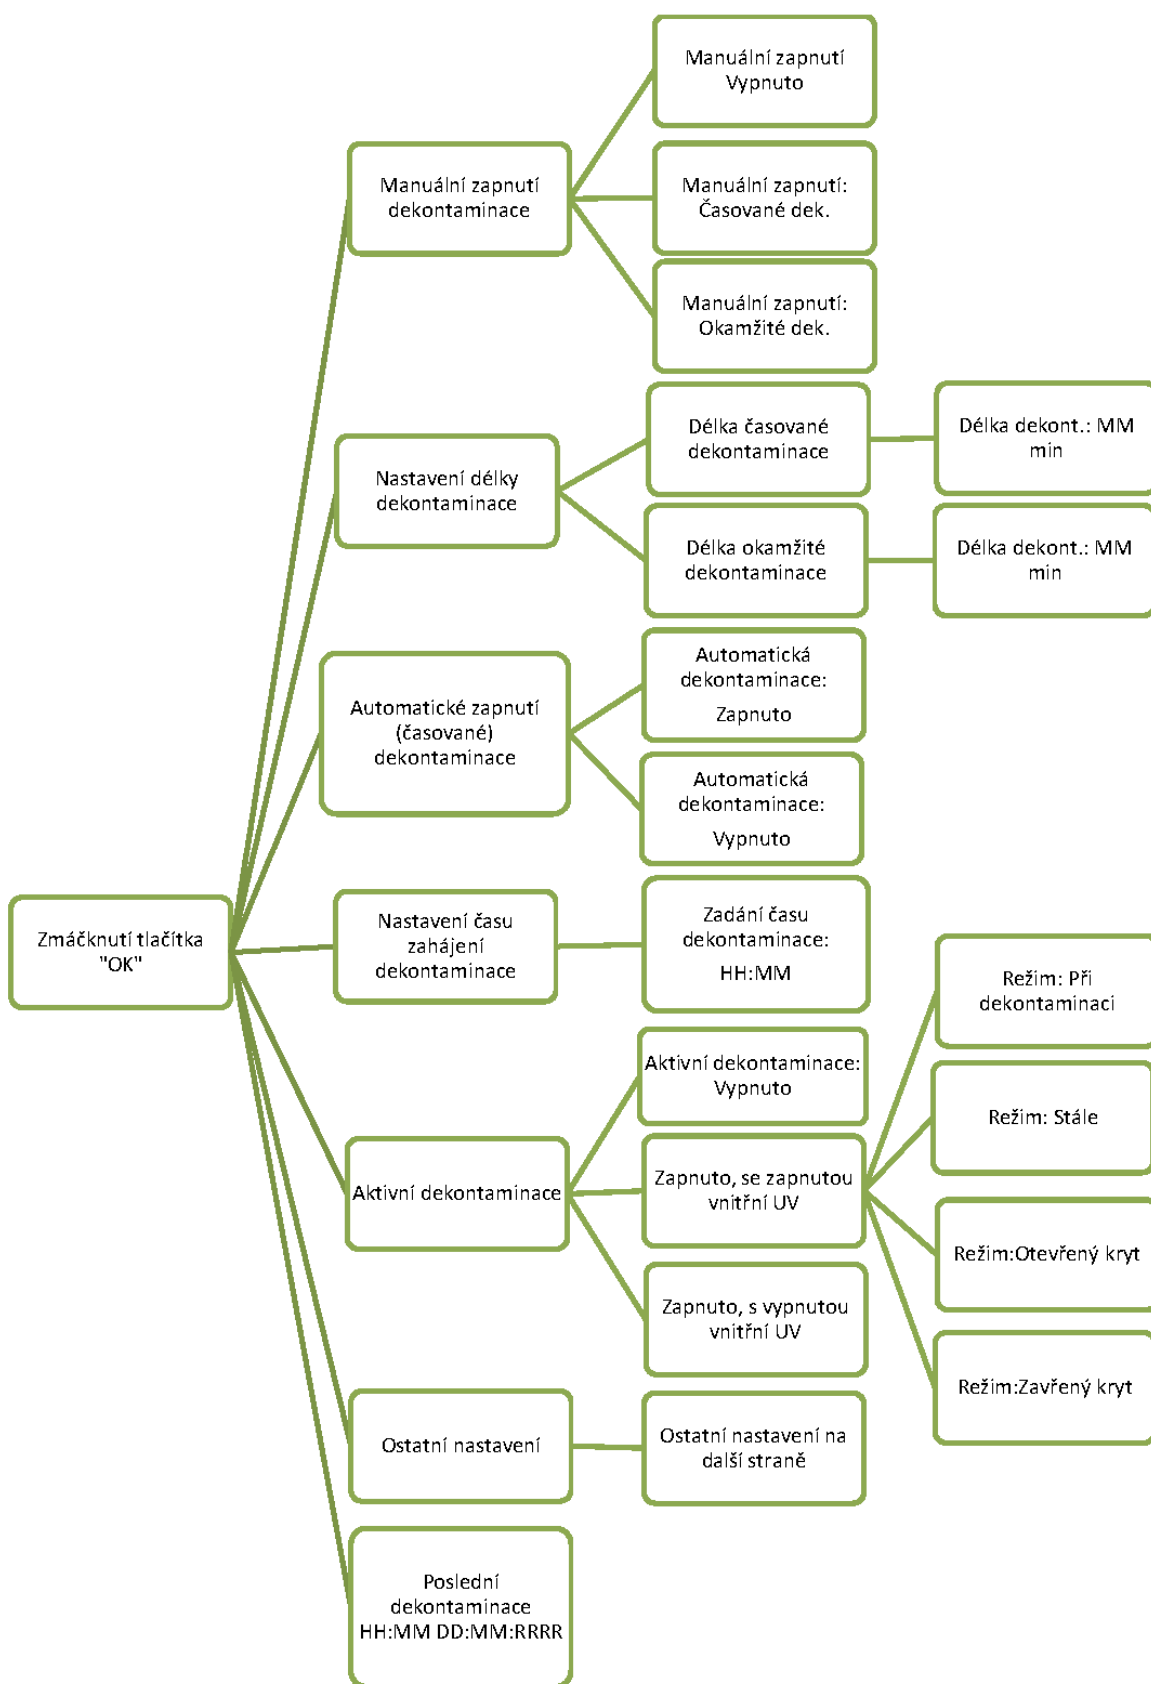 Zmáčknutí tlačítka
"OK"
Manuální zapnutí
dekontaminace
Manuální zapnutí
Vypnuto
Manuální zapnutí:
Časované dek.
Manuální zapnutí:
Okamžité dek.
Nastavení délky
dekontaminace
Délka časované
dekontaminace
Délka dekont.: MM
min
Délka okamžité
dekontaminace
Délka dekont.: MM
min
Automatické zapnutí
(časované)
dekontaminace
Automatická
dekontaminace:
Zapnuto
Automatická
dekontaminace:
Vypnuto
Nastavení času
zahájení
dekontaminace
Zadání času
dekontaminace:
HH:MM
Aktivní dekontaminace
Aktivní dekontaminace:
Vypnuto
Zapnuto, se zapnutou
vnitřní UV
Režim: Při
dekontaminaci
Režim: Stále
Režim:Otevřený kryt
Režim:Zavřený kryt
Zapnuto, s vypnutou
vnitřní UV
Ostatní nastavení
Ostatní nastavení na
další straně
Poslední
dekontaminace
HH:MM DD:MM:RRRR